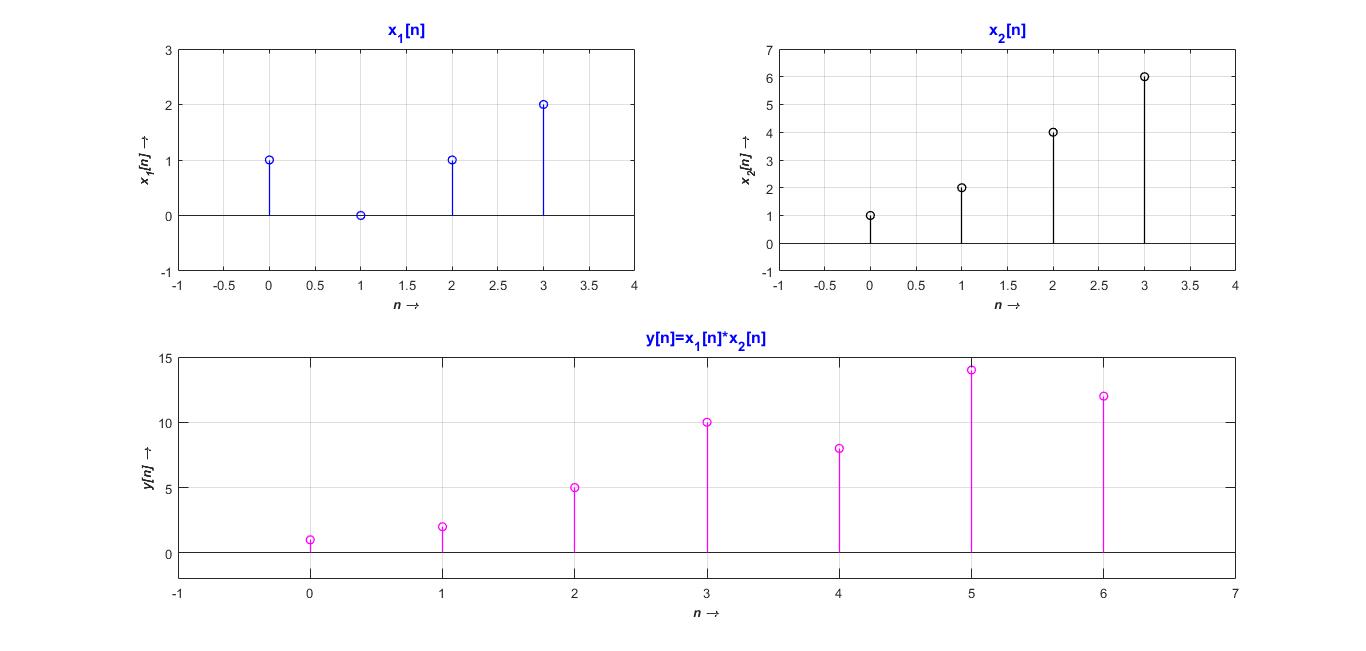 x₁[n]
x₁[n] →
3
2
1
0
-1
-1 -0.5 0 0.5 1 1.5 2 2.5 3 3.5 4
n →
x₂[n]
x₂[n] →
7
6
5
4
3
2
1
0
-1
-1 -0.5 0 0.5 1 1.5 2 2.5 3 3.5 4
n →
y[n]=x₁[n]*x₂[n]
y[n] →
15
10
5
0
-1 0 1 2 3 4 5 6 7
n →